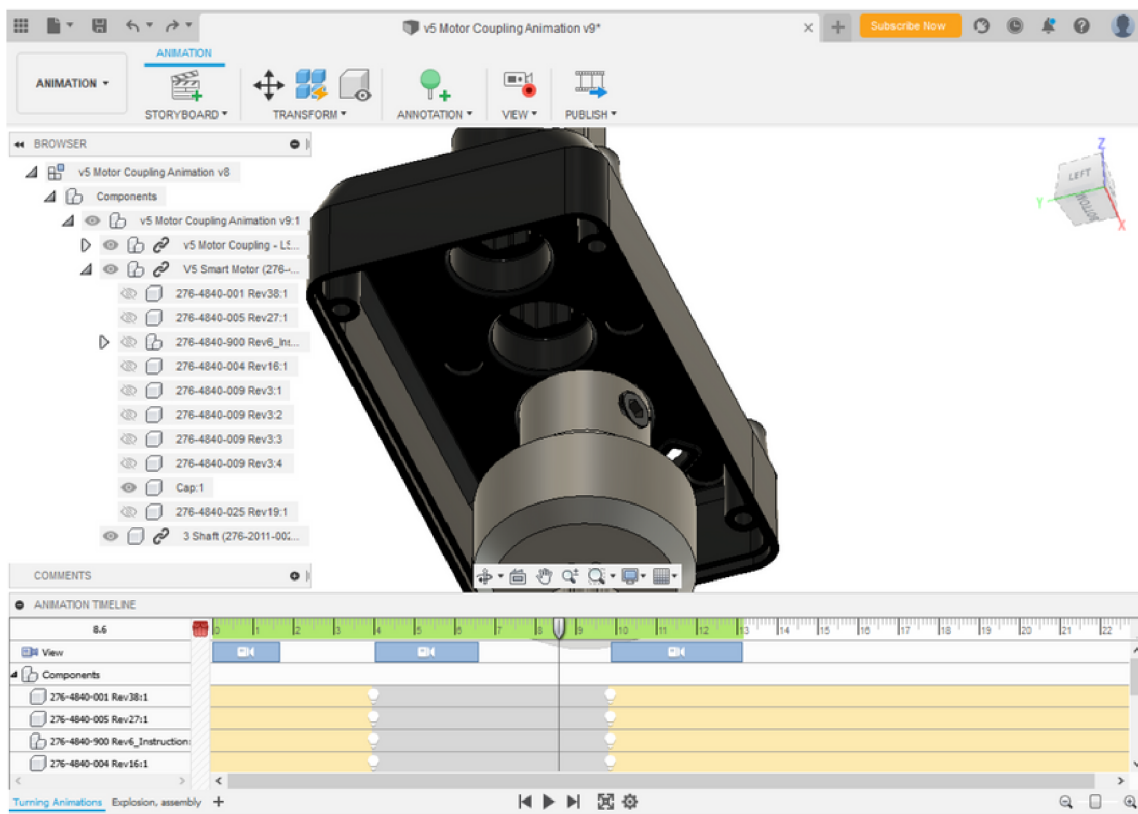 v5 Motor Coupling Animation v9*
Subscribe Now
ANIMATION
ANIMATION
STORYBOARD
TRANSFORM
ANNOTATION
VIEW
PUBLISH
BROWSER
v5 Motor Coupling Animation v8
Components
v5 Motor Coupling Animation v9:1
v5 Motor Coupling - LS...
V5 Smart Motor (276-...
276-4840-001 Rev38:1
276-4840-005 Rev27:1
276-4840-900 Rev6_Ins...
276-4840-004 Rev16:1
276-4840-009 Rev3:1
276-4840-009 Rev3:2
276-4840-009 Rev3:3
276-4840-009 Rev3:4
Cap:1
276-4840-025 Rev19:1
3 Shaft (276-2011-002...
Z
LEFT
Y
BOTTOM
X
COMMENTS
ANIMATION TIMELINE
8.6
0 1 2 3 4 5 6 7 8 9 10 11 12 13 14 15 16 17 18 19 20 21 22
View
Components
276-4840-001 Rev38:1
276-4840-005 Rev27:1
276-4840-900 Rev6_Instruction:
276-4840-004 Rev16:1
Turning Animations Explosion, assembly